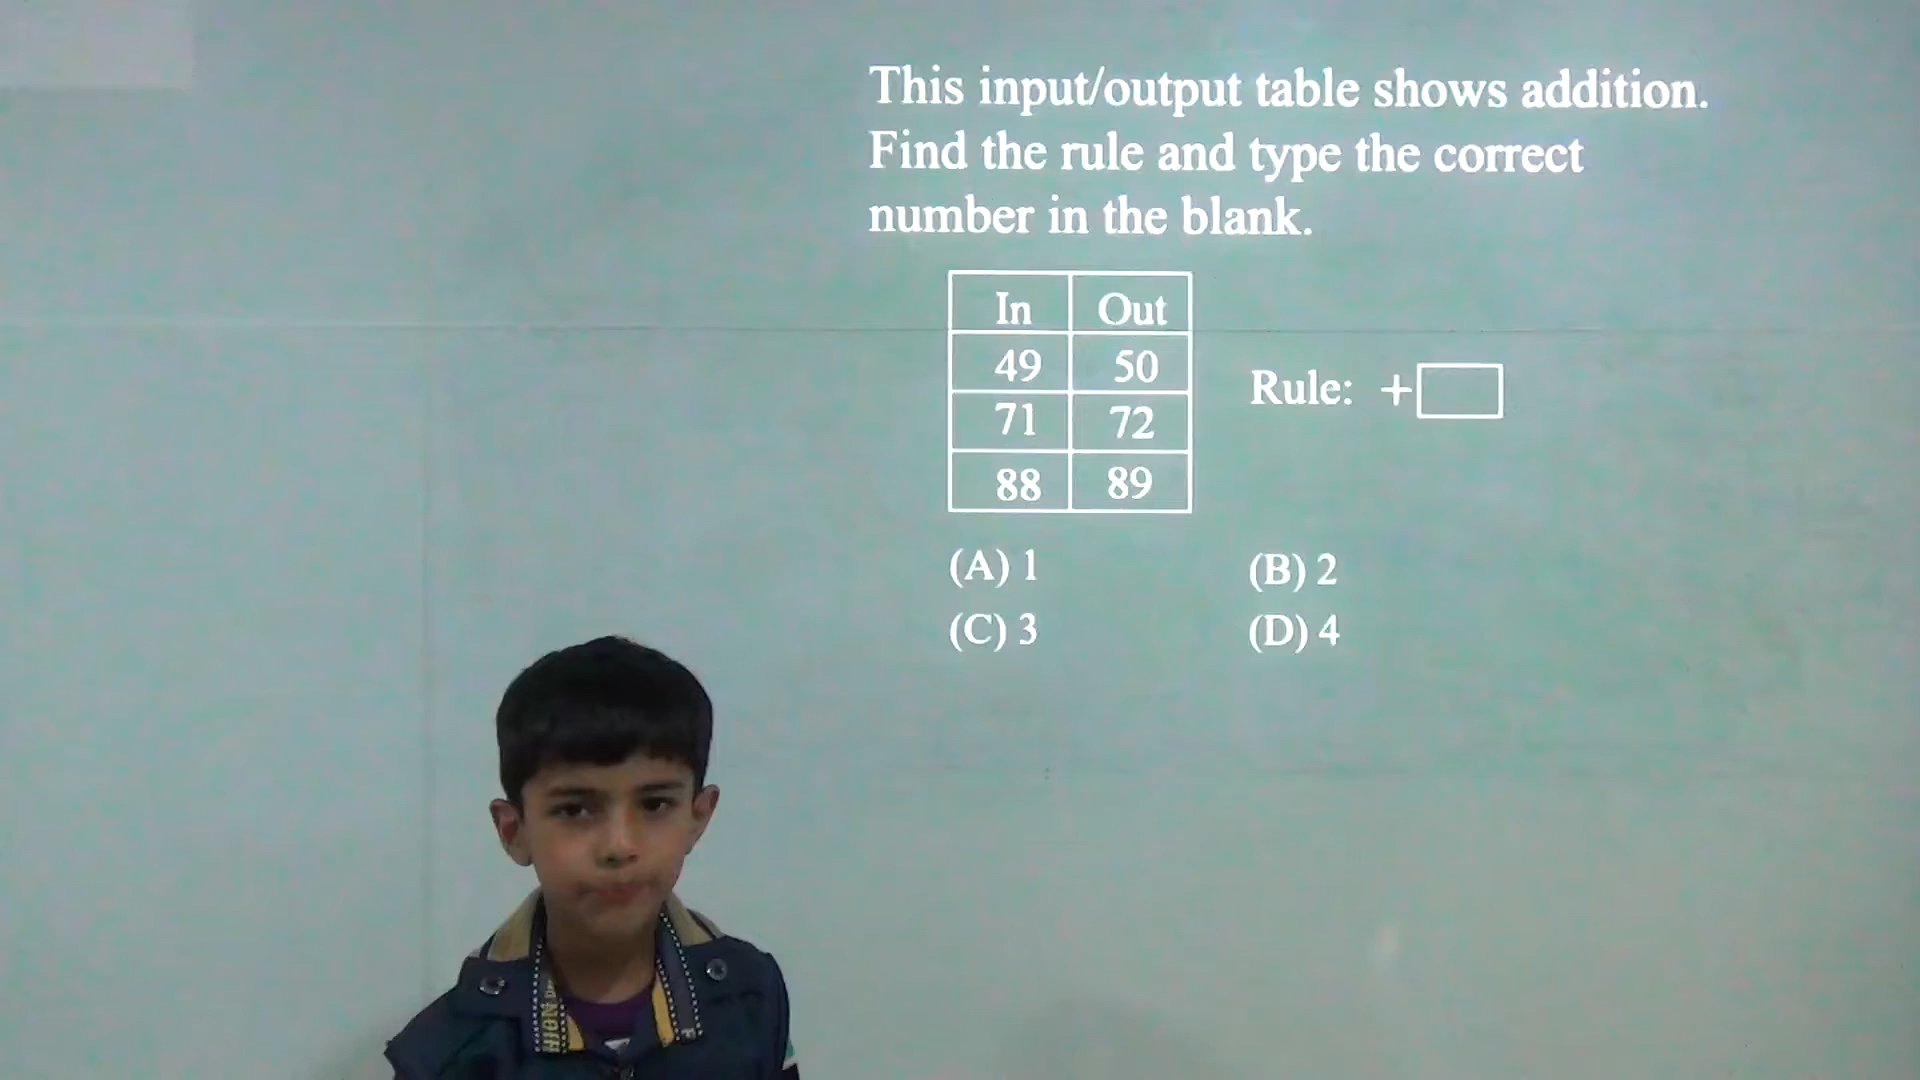 This input/output table shows addition.
Find the rule and type the correct
number in the blank.
In Out
49 50
71 72
88 89
Rule: +
(A) 1 (B) 2
(C) 3 (D) 4